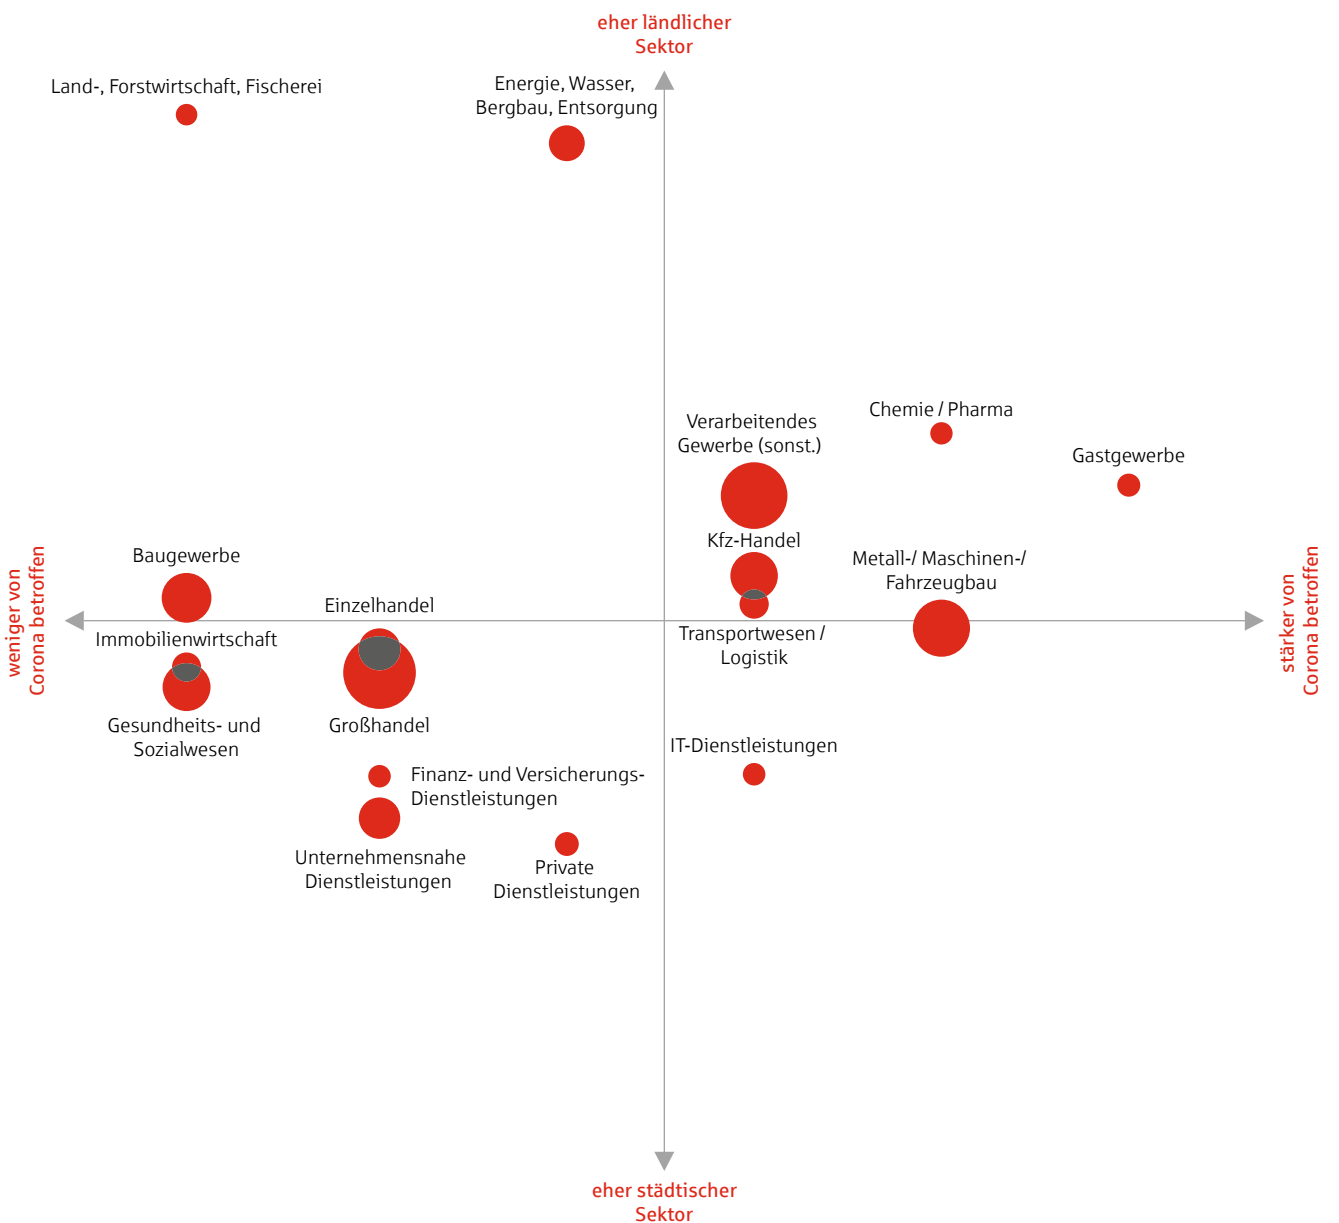 eher ländlicher
Sektor
Land-, Forstwirtschaft, Fischerei
Energie, Wasser,
Bergbau, Entsorgung
Chemie / Pharma
Verarbeitendes
Gewerbe (sonst.)
Gastgewerbe
Kfz-Handel
Metall-/ Maschinen-/
Fahrzeugbau
Baugewerbe
weniger von
Corona betroffen
stärker von
Corona betroffen
Einzelhandel
Immobilienwirtschaft
Transportwesen /
Logistik
Gesundheits- und
Sozialwesen
Großhandel
IT-Dienstleistungen
Finanz- und Versicherungs-
Dienstleistungen
Unternehmensnahe
Dienstleistungen
Private
Dienstleistungen
eher städtischer
Sektor